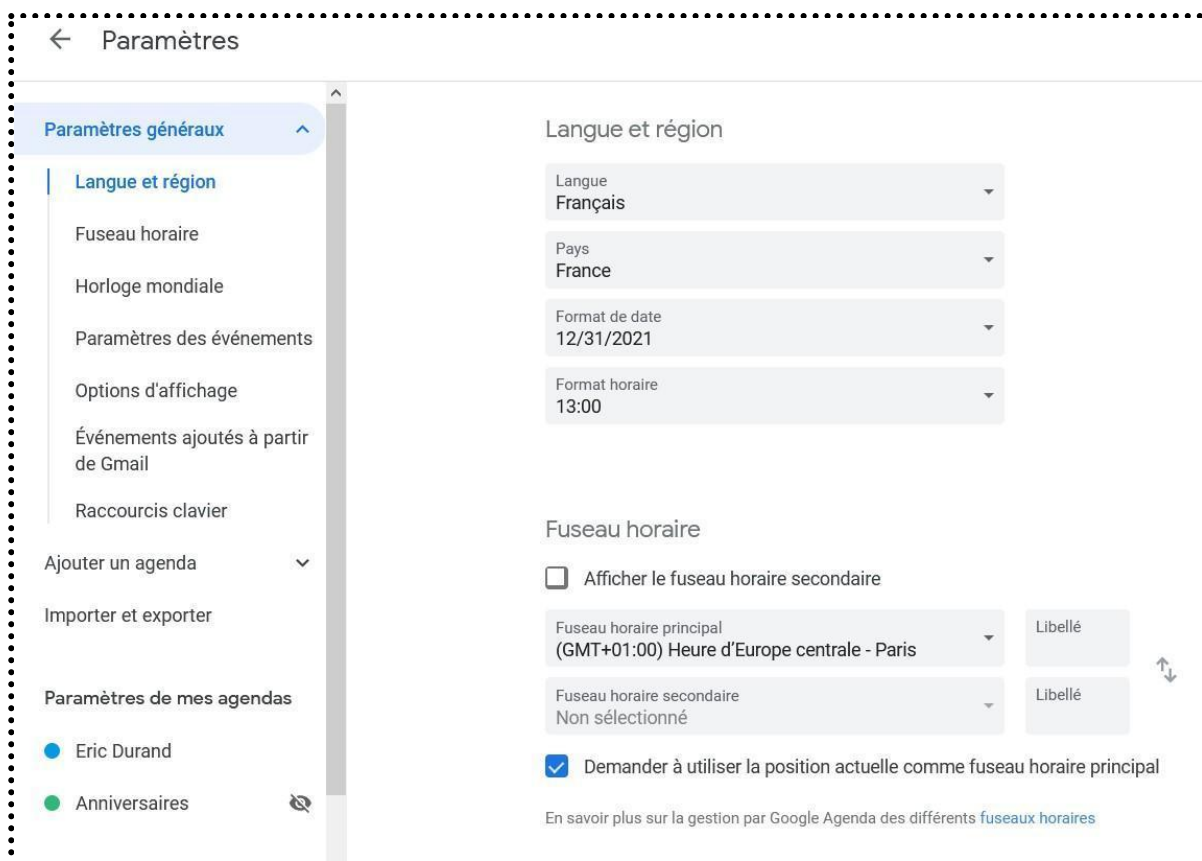 Paramètres
Paramètres généraux
Langue et région
Fuseau horaire
Horloge mondiale
Paramètres des événements
Options d'affichage
Événements ajoutés à partir
de Gmail
Raccourcis clavier
Ajouter un agenda
Importer et exporter
Paramètres de mes agendas
Eric Durand
Anniversaires
Langue et région
Langue
Français
Pays
France
Format de date
12/31/2021
Format horaire
13:00
Fuseau horaire
Afficher le fuseau horaire secondaire
Fuseau horaire principal
(GMT+01:00) Heure d’Europe centrale - Paris
Libellé
Fuseau horaire secondaire
Non sélectionné
Libellé
Demander à utiliser la position actuelle comme fuseau horaire principal
En savoir plus sur la gestion par Google Agenda des différents fuseaux horaires